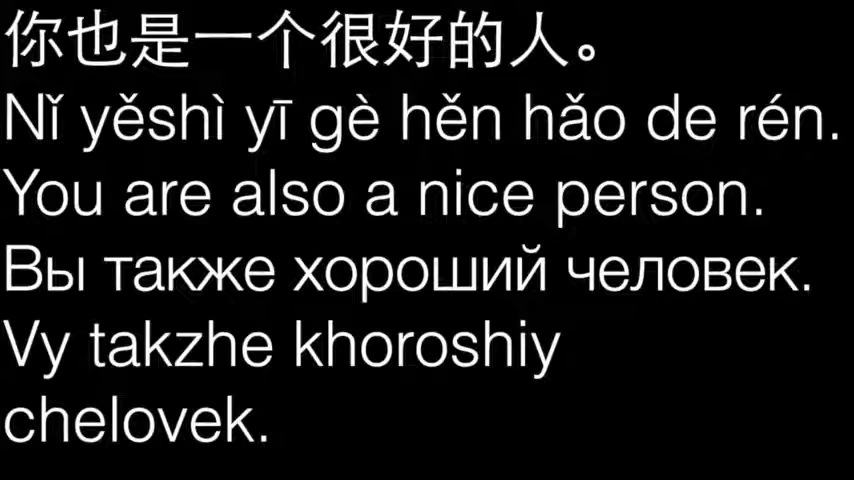 你也是一个很好的人。
Nǐ yěshì yī gè hěn hǎo de rén.
You are also a nice person.
Вы также хороший человек.
Vy takzhe khoroshiy
chelovek.